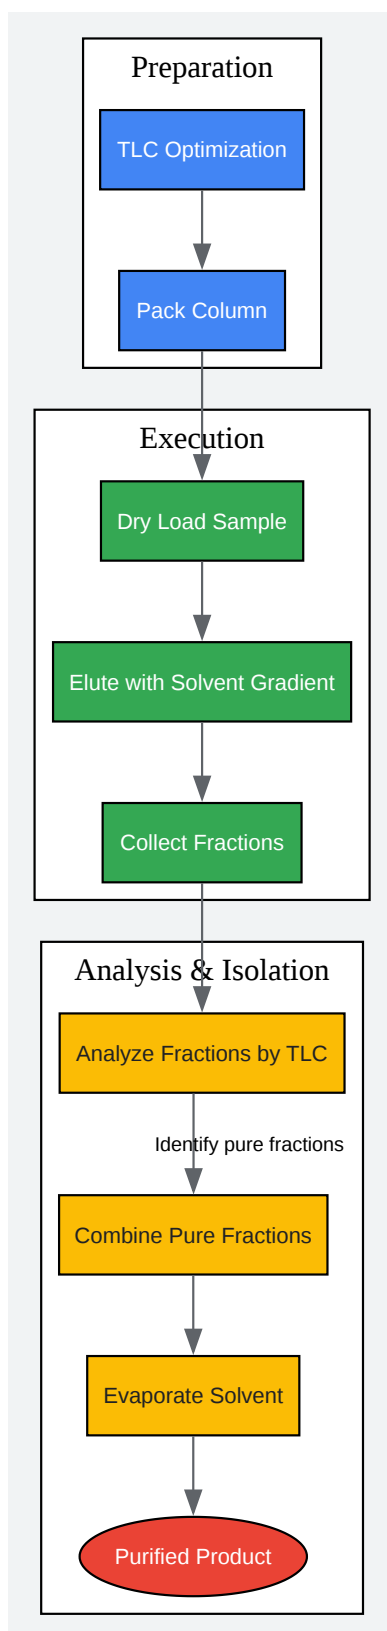 Preparation
TLC Optimization
Pack Column
Execution
Dry Load Sample
Elute with Solvent Gradient
Collect Fractions
Analysis & Isolation
Analyze Fractions by TLC
Identify pure fractions
Combine Pure Fractions
Evaporate Solvent
Purified Product